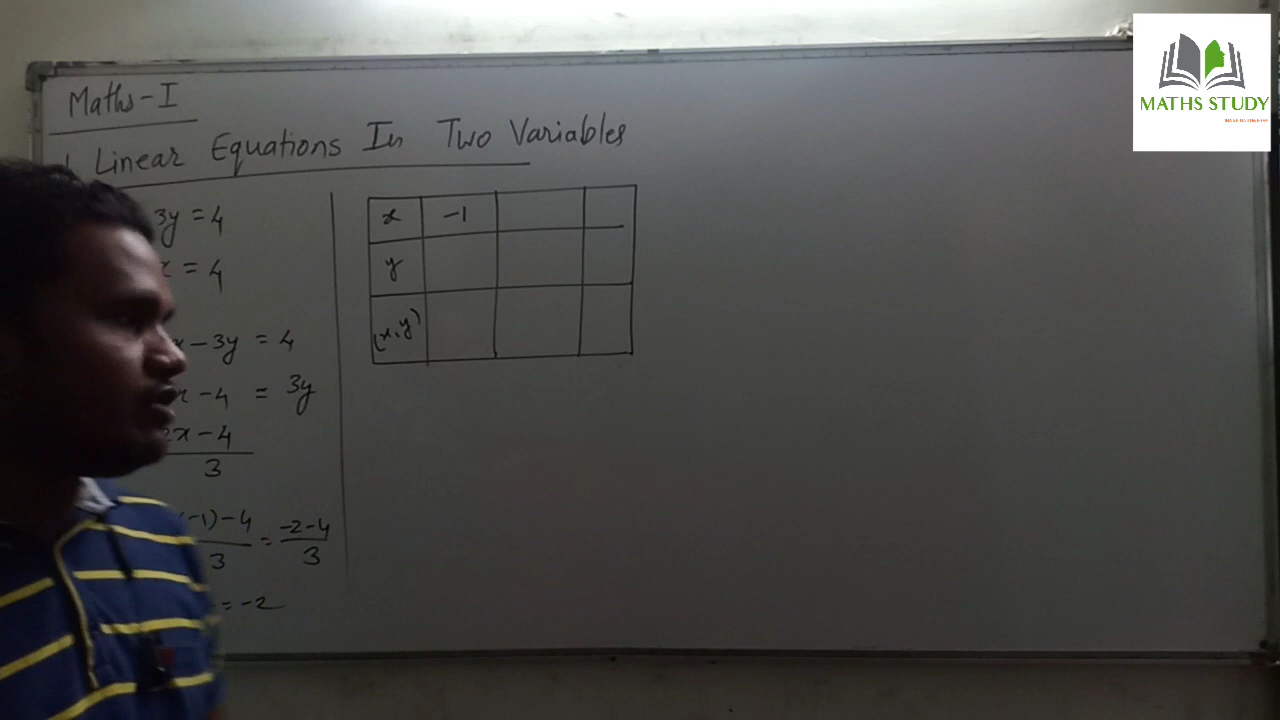 Maths-I
Linear Equations In Two Variables
3y = 4
x = 4
x - 3y = 4
x - 4 = 3y
2x - 4
3
(-1) - 4 = -2 - 4
3 3
= -2
x -1
y
(x, y)
MATHS STUDY